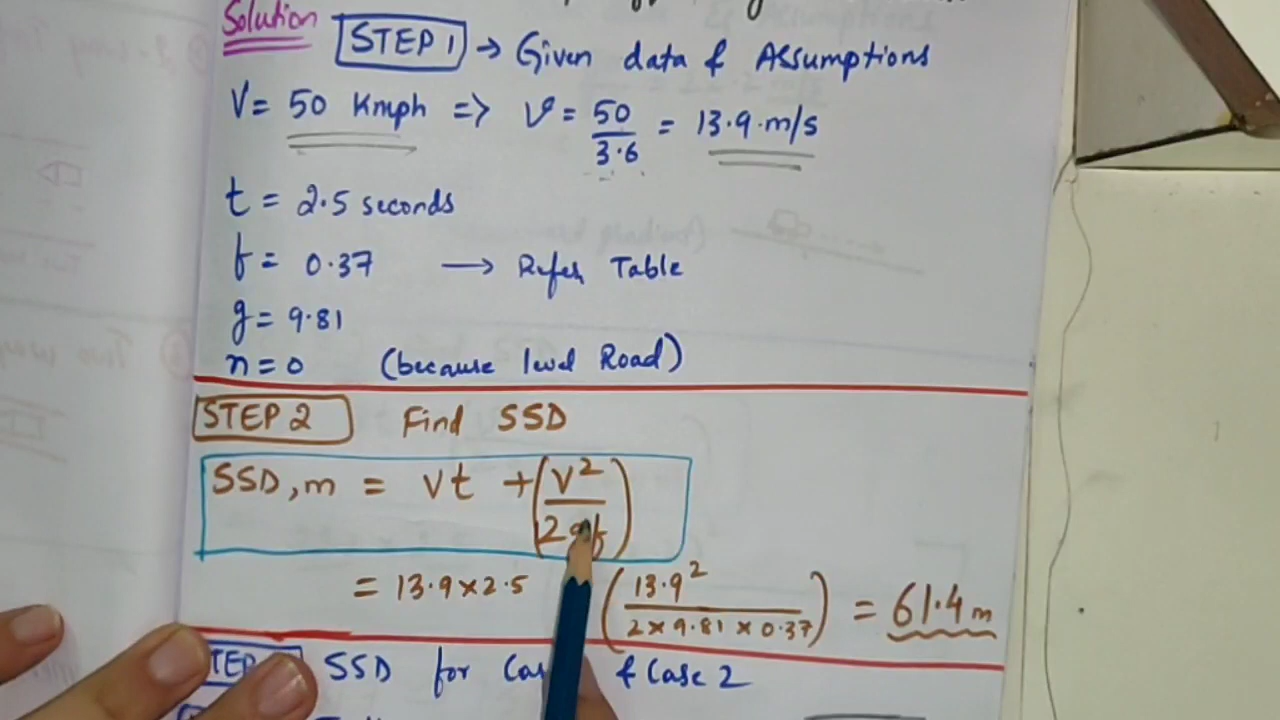 Solution STEP 1 → Given data & Assumptions
V = 50 Kmph => v = 50/3.6 = 13.9 m/s
t = 2.5 seconds
f = 0.37 → Refer Table
g = 9.81
n = 0 (because level Road)
STEP 2 Find SSD
SSD, m = vt + (v²/2gf)
= 13.9 × 2.5 (13.9²/2 × 9.81 × 0.37) = 61.4 m
SSD for & Case 2